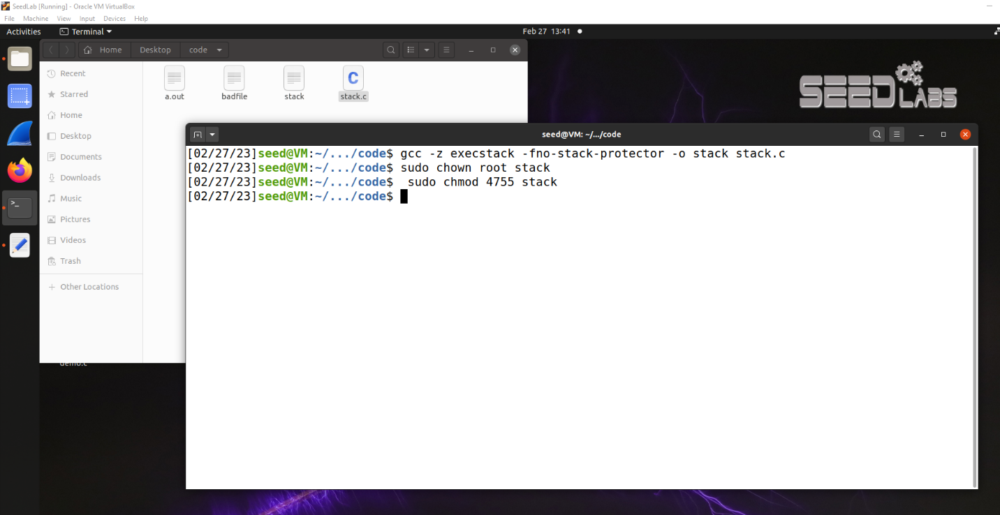 SeedLab [Running] - Oracle VM VirtualBox
File Machine View Input Devices Help
Activities Terminal Feb 27 13:41
Home Desktop code
Recent
Starred
Home
Desktop
Documents
Downloads
Music
Pictures
Videos
Trash
Other Locations
a.out badfile stack stack.c
C
demo.c
SEED LABS
seed@VM: ~/.../code
[02/27/23]seed@VM:~/.../code$ gcc -z execstack -fno-stack-protector -o stack stack.c
[02/27/23]seed@VM:~/.../code$ sudo chown root stack
[02/27/23]seed@VM:~/.../code$  sudo chmod 4755 stack
[02/27/23]seed@VM:~/.../code$